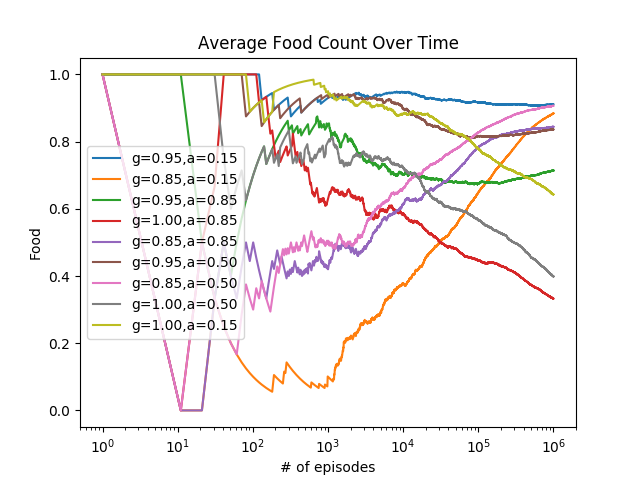 Average Food Count Over Time
Food
1.0
0.8
0.6
0.4
0.2
0.0
g=0.95,a=0.15
g=0.85,a=0.15
g=0.95,a=0.85
g=1.00,a=0.85
g=0.85,a=0.85
g=0.95,a=0.50
g=0.85,a=0.50
g=1.00,a=0.50
g=1.00,a=0.15
10⁰ 10¹ 10² 10³ 10⁴ 10⁵ 10⁶
# of episodes